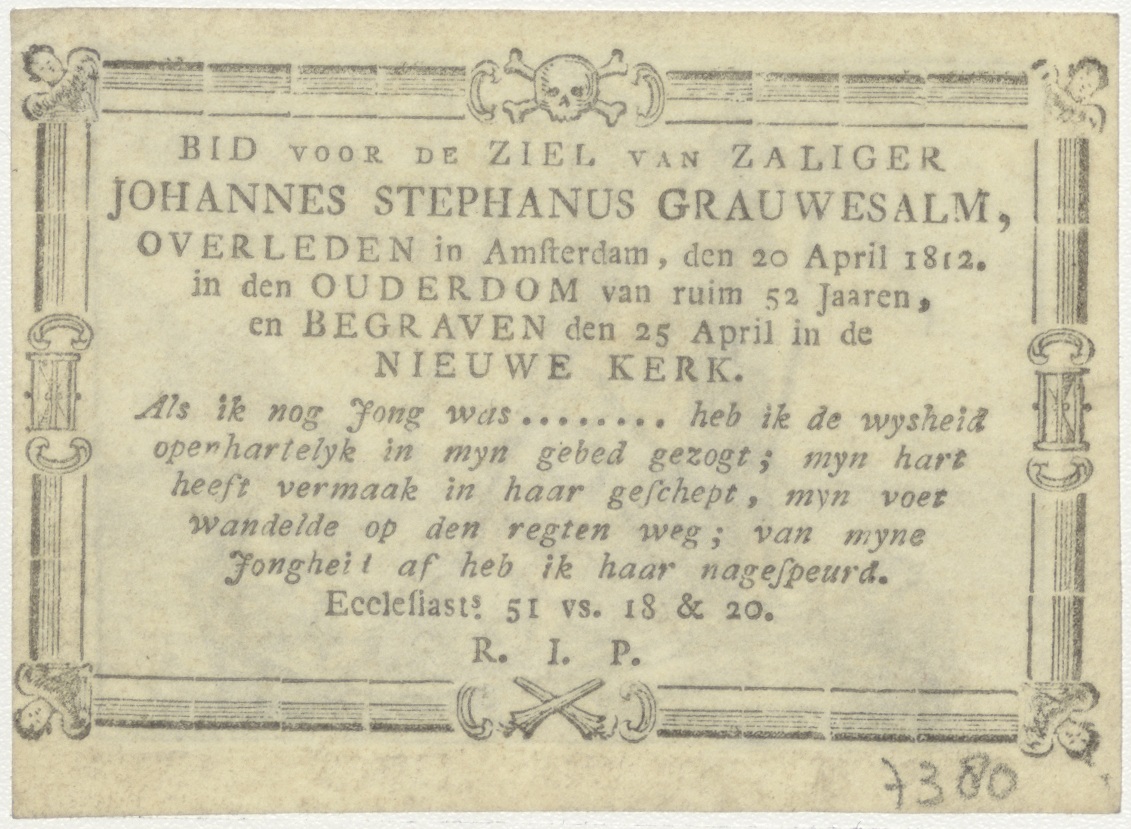 BID VOOR DE ZIEL VAN ZALIGER
JOHANNES STEPHANUS GRAUWESALM,
OVERLEDEN in Amſterdam, den 20 April 1812.
in den OUDERDOM van ruim 52 Jaaren,
en BEGRAVEN den 25 April in de
NIEUWE KERK.
Als ik nog Jong was......... heb ik de wysheid
openhartelyk in myn gebed gezogt; myn hart
heeft vermaak in haar geſchept, myn voet
wandelde op den regten weg; van myne
Jongheit af heb ik haar nageſpeurd.
Eccleſiastˢ. 51 vs. 18 & 20.
R. I. P.
7380